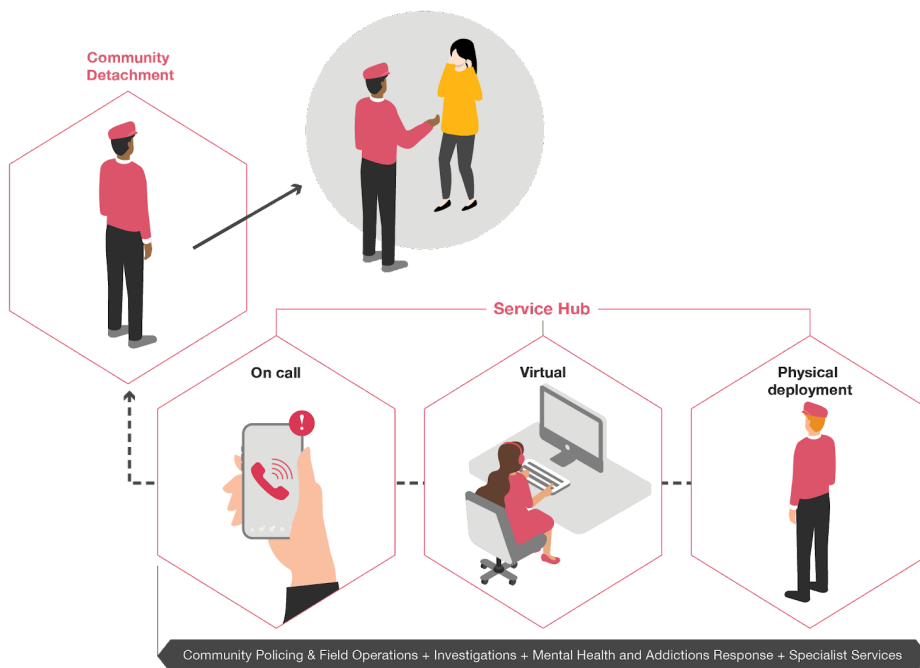 Community
Detachment
Service Hub
On call
Virtual
Physical
deployment
!
Community Policing & Field Operations + Investigations + Mental Health and Addictions Response + Specialist Services